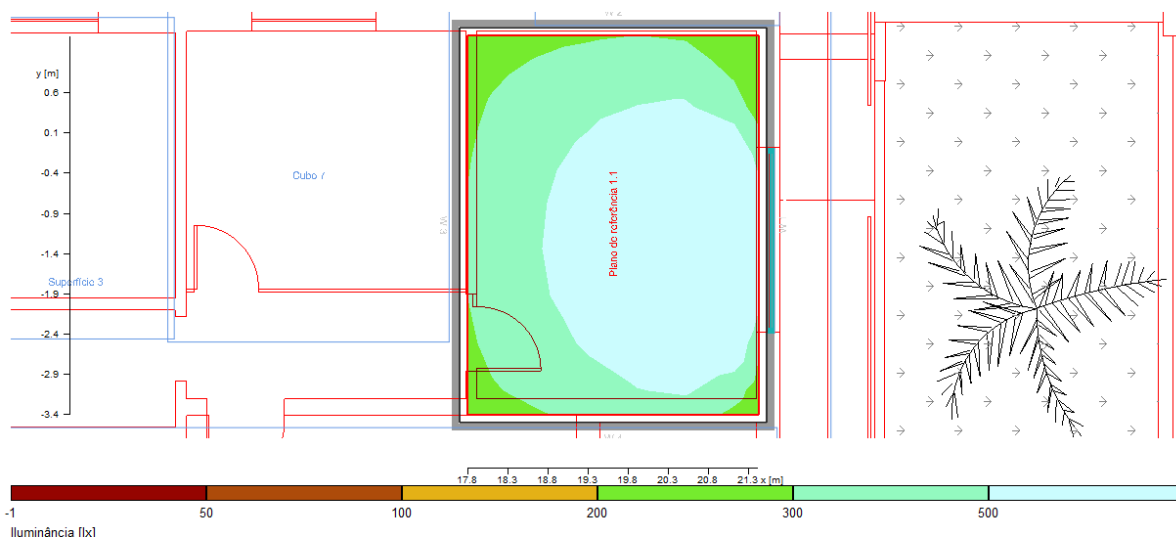 W 2
y [m]
0.6
0.1
-0.4
Cubo 7
-0.9
Plano de referência 1.1
W 3
-1.4
Superfície 3
-1.9
-2.4
-2.9
-3.4
17.8 18.3 18.8 19.3 19.8 20.3 20.8 21.3 x [m]
-1 50 100 200 300 500
Iluminância [lx]